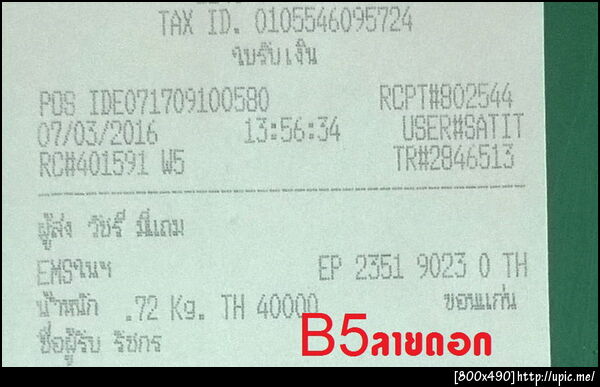 TAX ID. 0105546095724
ใบรับเงิน
POS IDE071709100580 RCPT#802544
07/03/2016 13:56:34 USER#SATIT
RC#401591 W5 TR#2846513
ผู้ส่ง วัชรี มีแถม
EMSในฯ EP 2351 9023 0 TH
น้ำหนัก .72 Kg. TH 40000 ขอนแก่น
ชื่อผู้รับ รัชกร
B5ลายดอก
[800x490]http://upic.me/